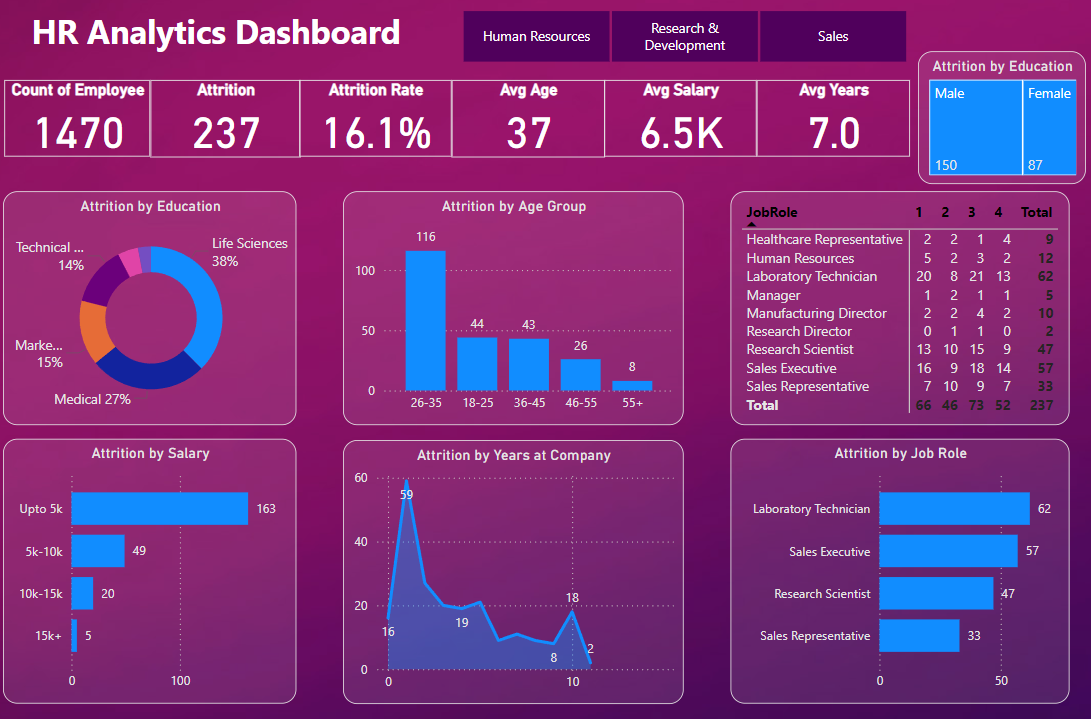 HR Analytics Dashboard
Human Resources
Research &
Development
Sales
Count of Employee
1470
Attrition
237
Attrition Rate
16.1%
Avg Age
37
Avg Salary
6.5K
Avg Years
7.0
Attrition by Education
Male
Female
150
87
Attrition by Education
Life Sciences
38%
Technical ...
14%
Marke...
15%
Medical 27%
Attrition by Age Group
100
50
0
116
44
43
26
8
26-35
18-25
36-45
46-55
55+
JobRole 1 2 3 4 Total
Healthcare Representative 2 2 1 4 9
Human Resources 5 2 3 2 12
Laboratory Technician 20 8 21 13 62
Manager 1 2 1 1 5
Manufacturing Director 2 2 4 2 10
Research Director 0 1 1 0 2
Research Scientist 13 10 15 9 47
Sales Executive 16 9 18 14 57
Sales Representative 7 10 9 7 33
Total 66 46 73 52 237
Attrition by Salary
Upto 5k 163
5k-10k 49
10k-15k 20
15k+ 5
0 100
Attrition by Years at Company
60
40
20
0
59
16
19
8
18
2
0 10
Attrition by Job Role
Laboratory Technician 62
Sales Executive 57
Research Scientist 47
Sales Representative 33
0 50